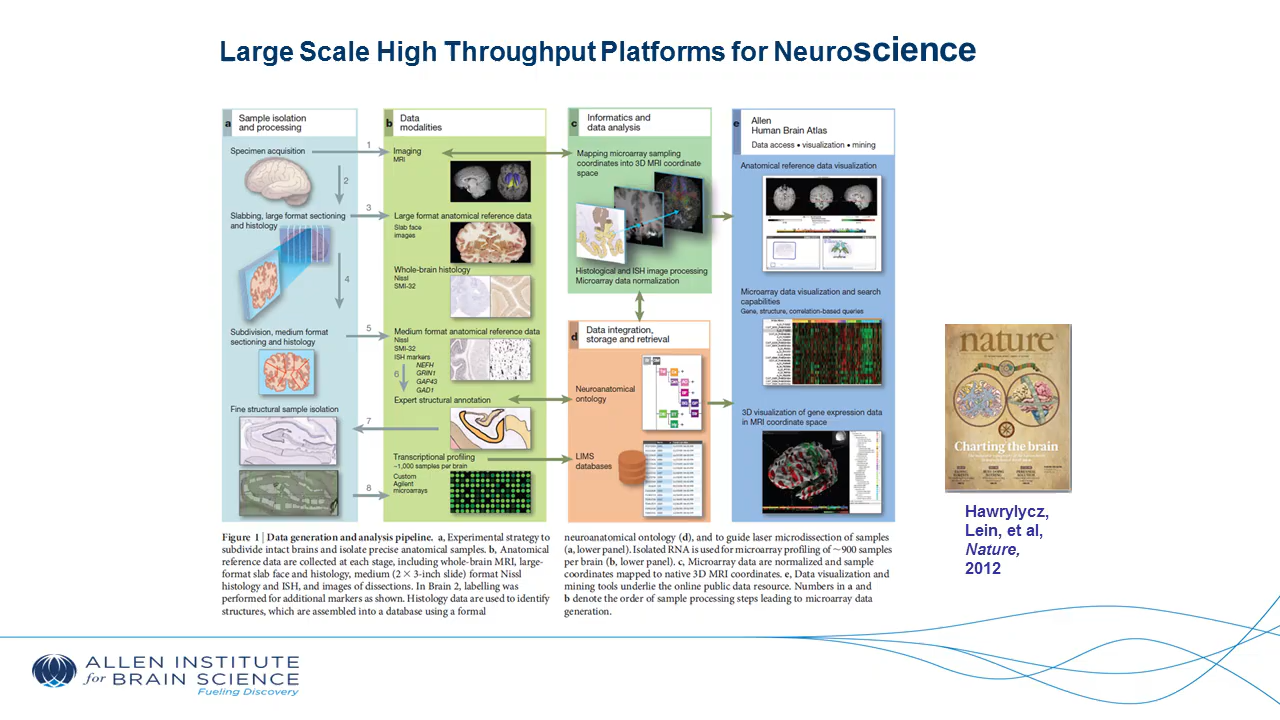 Large Scale High Throughput Platforms for Neuroscience
a
Sample isolation
and processing
Specimen acquisition
1
2
3
Slabbing, large format sectioning
and histology
4
Subdivision, medium format
sectioning and histology
5
Fine structural sample isolation
7
8
b
Data
modalities
Imaging
MRI
Large format anatomical reference data
Slab face
images
Whole-brain histology
Nissl
SMI-32
Medium format anatomical reference data
Nissl
SMI-32
ISH markers
NEFH
GRIN1
GAP43
GAD1
6
Expert structural annotation
Transcriptional profiling
~1,000 samples per brain
Custom
Agilent
microarrays
c
Informatics and
data analysis
Mapping microarray sampling
coordinates into 3D MRI coordinate
space
Histological and ISH image processing
Microarray data normalization
d
Data integration,
storage and retrieval
Neuroanatomical
ontology
LIMS
databases
e
Allen
Human Brain Atlas
Data access • visualization • mining
Anatomical reference data visualization
Microarray data visualization and search
capabilities
Gene, structure, correlation-based queries
3D visualization of gene expression data
in MRI coordinate space
Figure 1 | Data generation and analysis pipeline. a, Experimental strategy to
subdivide intact brains and isolate precise anatomical samples. b, Anatomical
reference data are collected at each stage, including whole-brain MRI, large-
format slab face and histology, medium (2 × 3-inch slide) format Nissl
histology and ISH, and images of dissections. In Brain 2, labelling was
performed for additional markers as shown. Histology data are used to identify
structures, which are assembled into a database using a formal
neuroanatomical ontology (d), and to guide laser microdissection of samples
(a, lower panel). Isolated RNA is used for microarray profiling of ~900 samples
per brain (b, lower panel). c, Microarray data are normalized and sample
coordinates mapped to native 3D MRI coordinates. e, Data visualization and
mining tools underlie the online public data resource. Numbers in a and
b denote the order of sample processing steps leading to microarray data
generation.
nature
Charting the brain
Hawrylycz,
Lein, et al,
Nature,
2012
ALLEN INSTITUTE
for BRAIN SCIENCE
Fueling Discovery